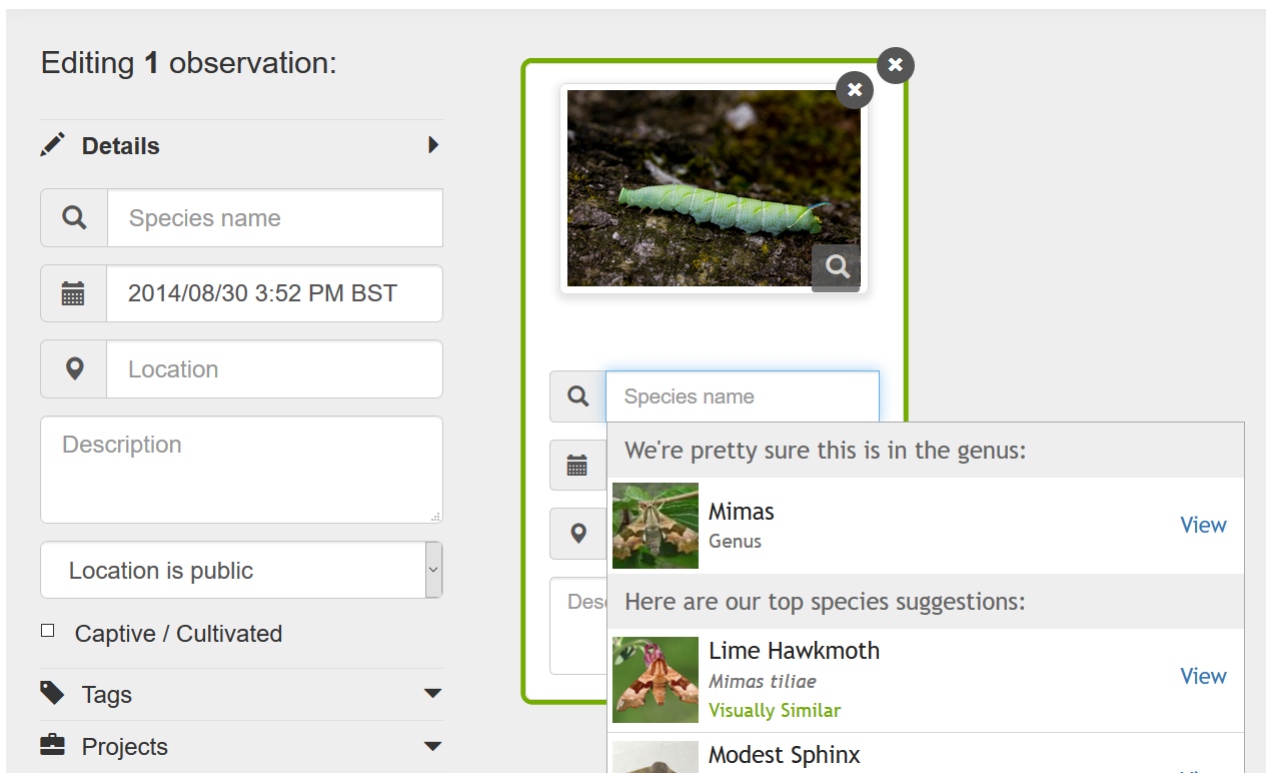 Editing 1 observation:
Details
Species name
2014/08/30 3:52 PM BST
Location
Description
Location is public
Captive / Cultivated
Tags
Projects
Species name
We're pretty sure this is in the genus:
Mimas
Genus
View
Desc
Here are our top species suggestions:
Lime Hawkmoth
Mimas tiliae
Visually Similar
View
Modest Sphinx